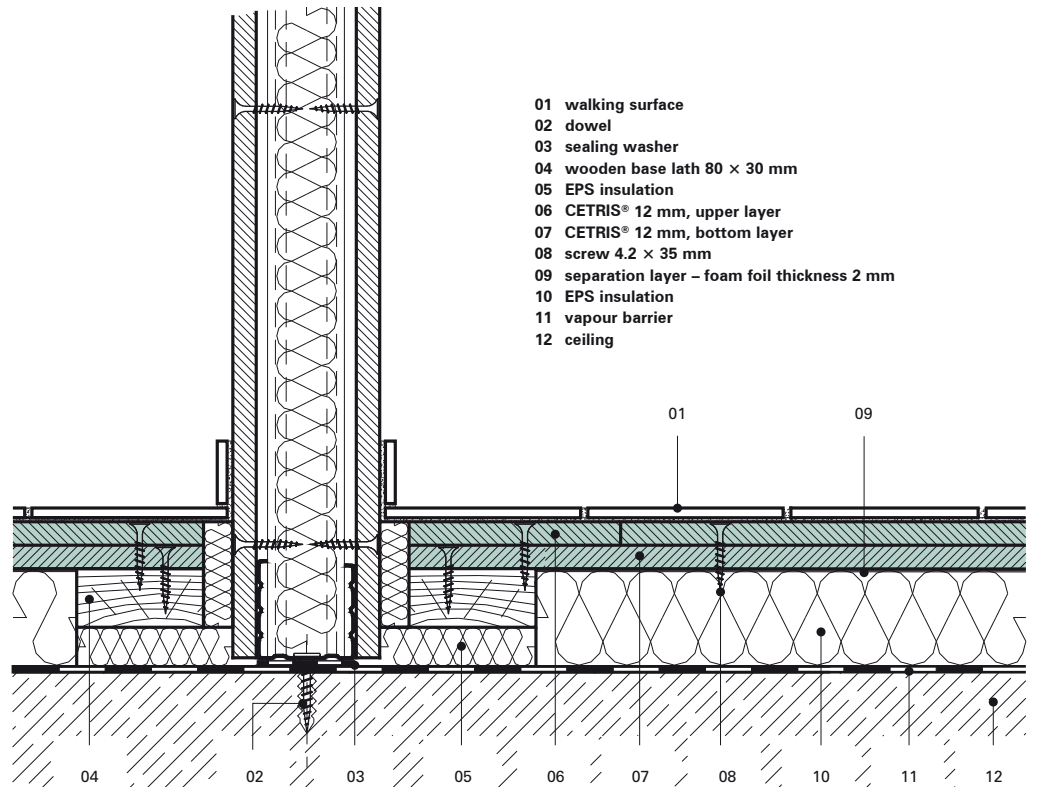 01 walking surface
02 dowel
03 sealing washer
04 wooden base lath 80 × 30 mm
05 EPS insulation
06 CETRIS® 12 mm, upper layer
07 CETRIS® 12 mm, bottom layer
08 screw 4.2 × 35 mm
09 separation layer – foam foil thickness 2 mm
10 EPS insulation
11 vapour barrier
12 ceiling
01 09
04 02 03 05 06 07 08 10 11 12